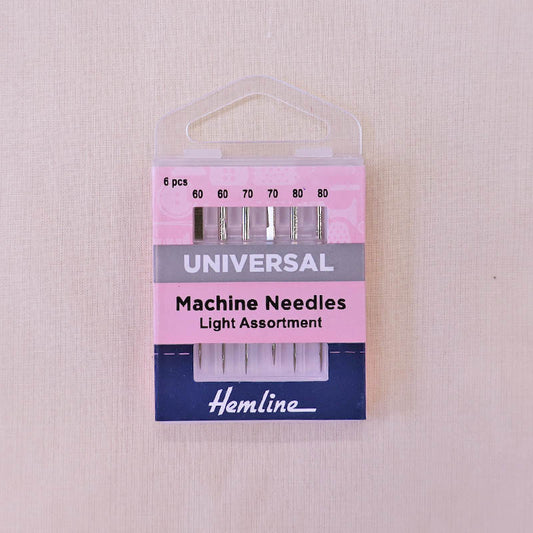 6 pcs
60 60 70 70 80 80
UNIVERSAL
Machine Needles
Light Assortment
Hemline